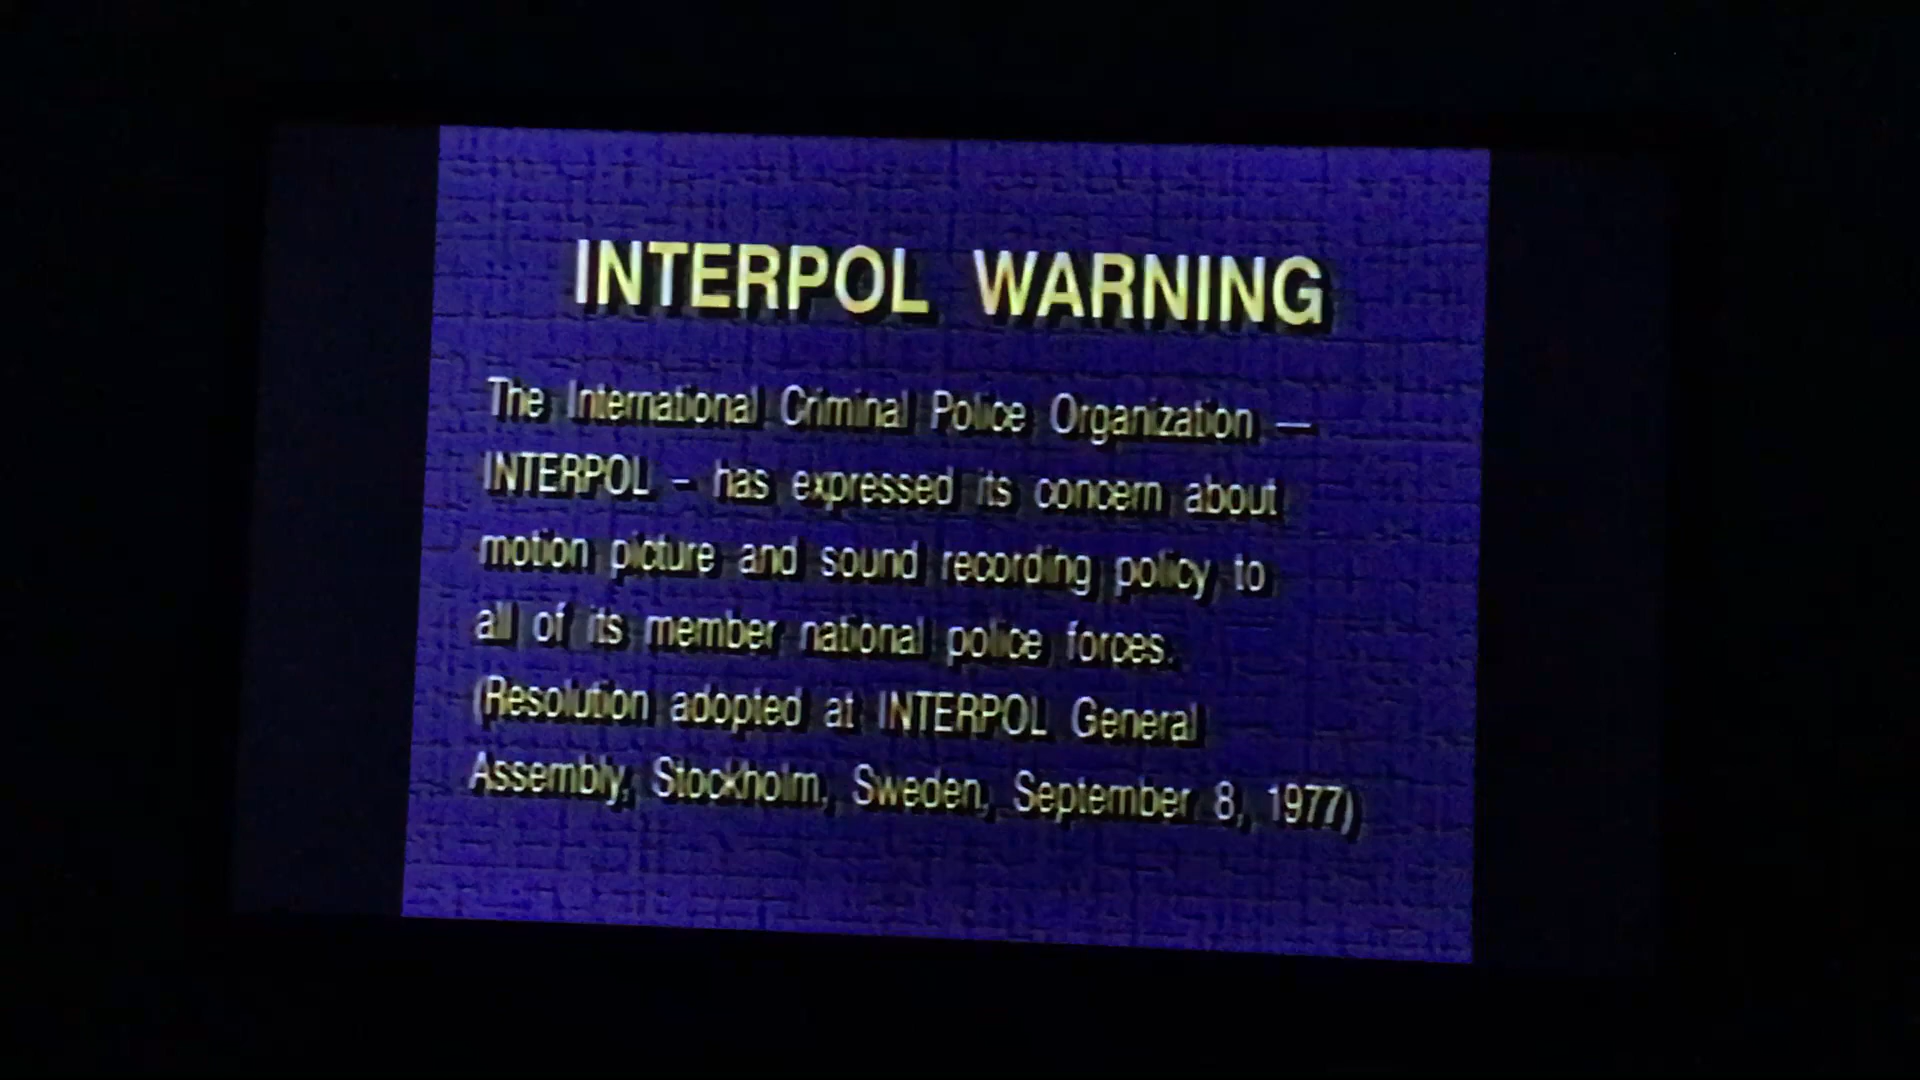 INTERPOL WARNING
The International Criminal Police Organization —
INTERPOL – has expressed its concern about
motion picture and sound recording policy to
all of its member national police forces.
(Resolution adopted at INTERPOL General
Assembly, Stockholm, Sweden, September 8, 1977)